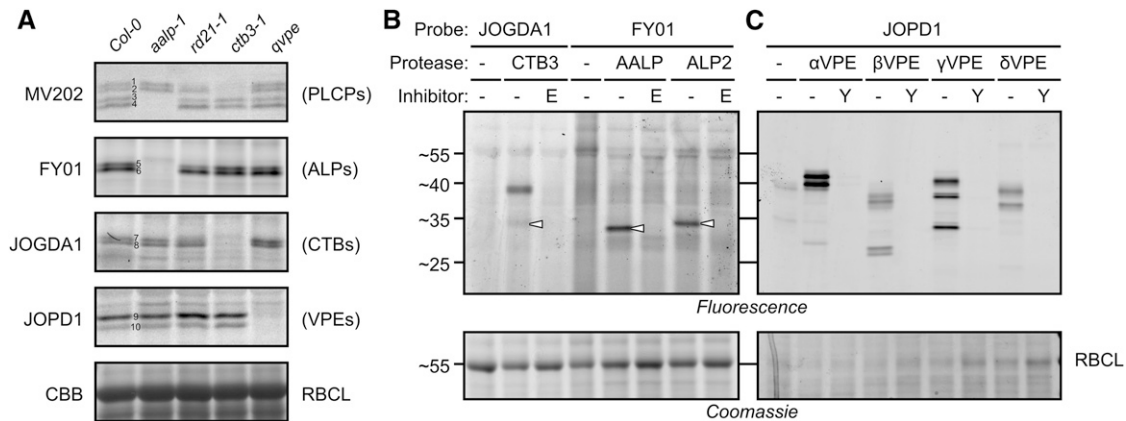 A
Col-0 aalp-1 rd21-1 ctb3-1 qvpe
MV202 1 2 3 4 (PLCPs)
FY01 5 6 (ALPs)
JOGDA1 7 8 (CTBs)
JOPD1 9 10 (VPEs)
CBB RBCL
B
Probe: JOGDA1 FY01
Protease: - CTB3 - AALP ALP2
Inhibitor: - - E - - E - E
~55
~40
~35
~25
C
JOPD1
- αVPE βVPE γVPE δVPE
- - Y - Y - Y - Y
Fluorescence
~55 RBCL
Coomassie